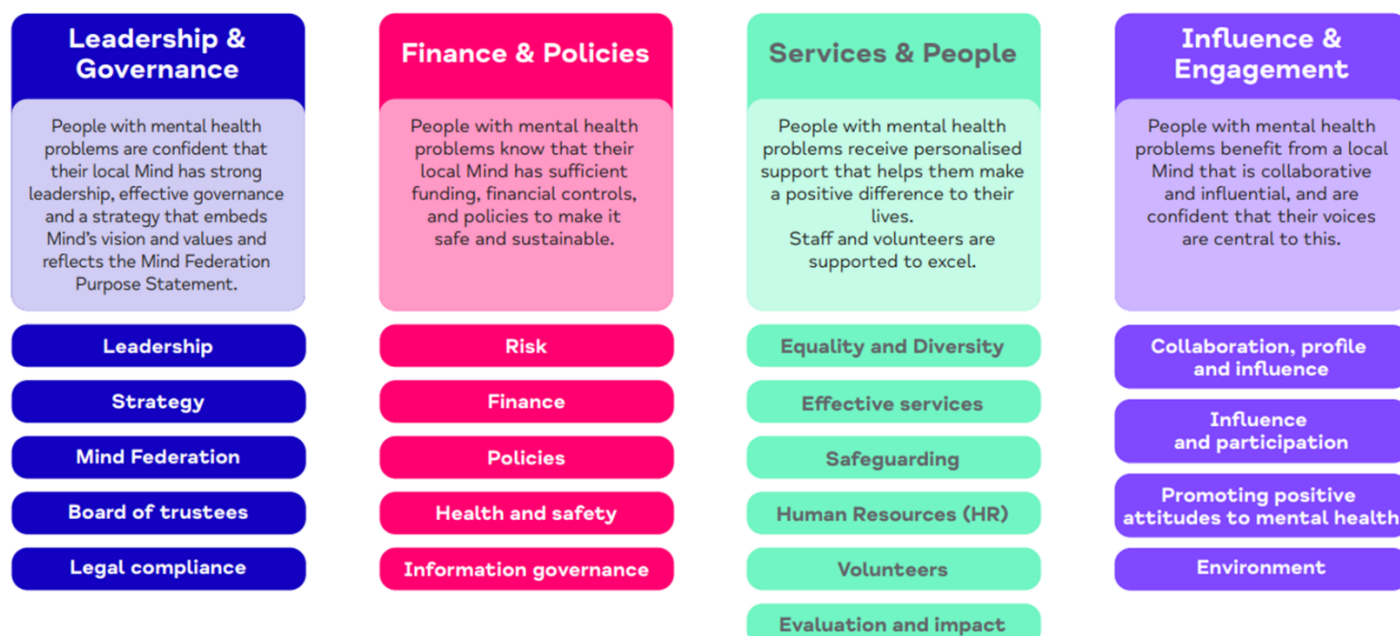 Leadership &
Governance
People with mental health
problems are confident that
their local Mind has strong
leadership, effective governance
and a strategy that embeds
Mind's vision and values and
reflects the Mind Federation
Purpose Statement.
Leadership
Strategy
Mind Federation
Board of trustees
Legal compliance
Finance & Policies
People with mental health
problems know that their
local Mind has sufficient
funding, financial controls,
and policies to make it
safe and sustainable.
Risk
Finance
Policies
Health and safety
Information governance
Services & People
People with mental health
problems receive personalised
support that helps them make
a positive difference to their
lives.
Staff and volunteers are
supported to excel.
Equality and Diversity
Effective services
Safeguarding
Human Resources (HR)
Volunteers
Evaluation and impact
Influence &
Engagement
People with mental health
problems benefit from a local
Mind that is collaborative
and influential, and are
confident that their voices
are central to this.
Collaboration, profile
and influence
Influence
and participation
Promoting positive
attitudes to mental health
Environment